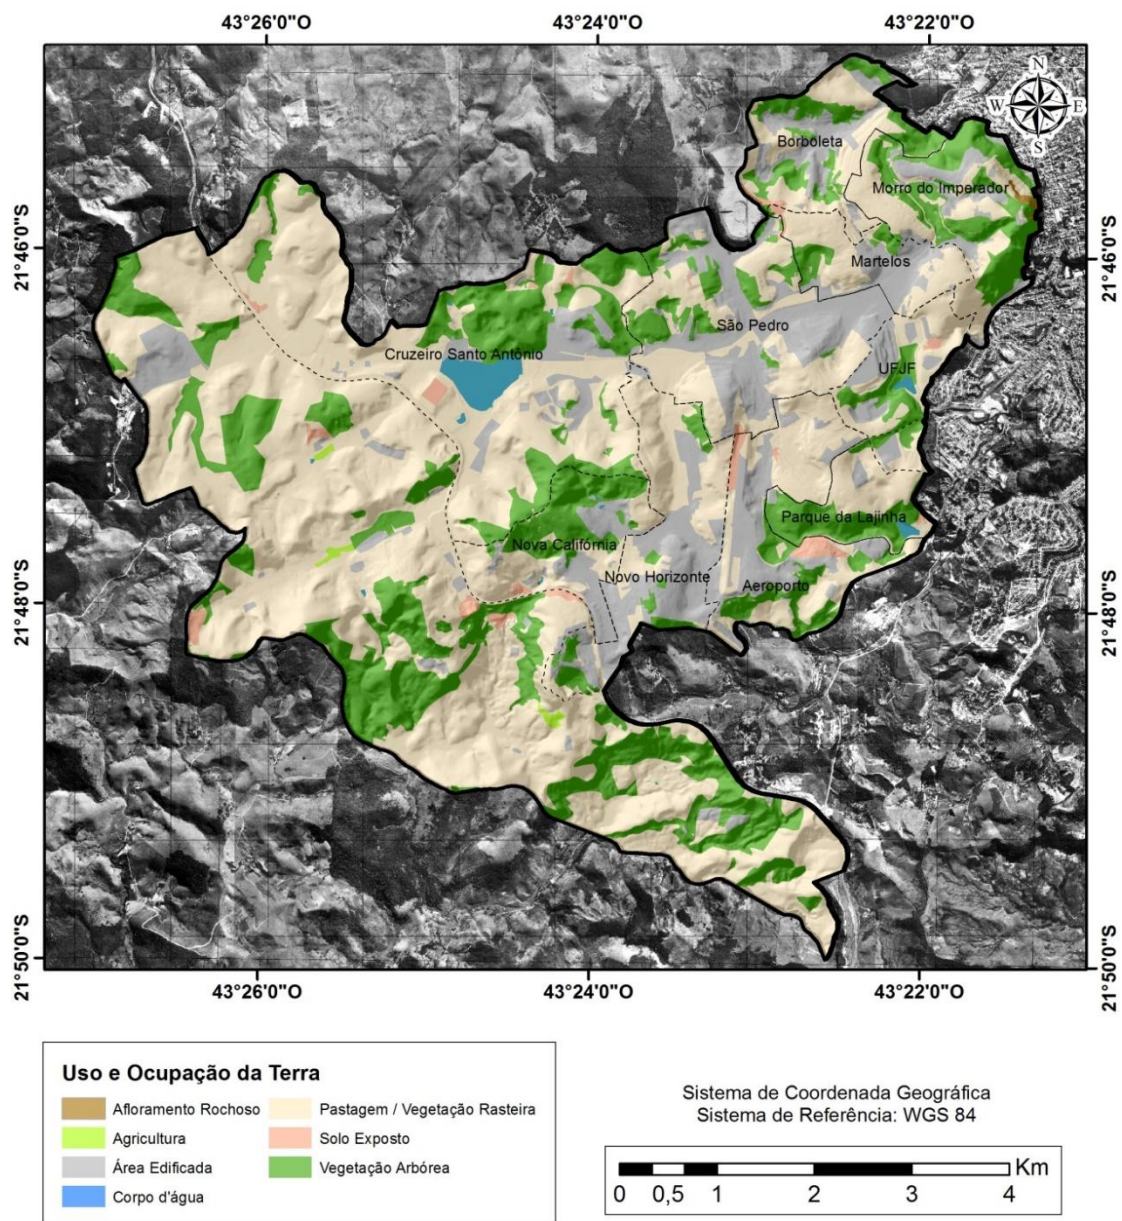 43°26'0"O 43°24'0"O 43°22'0"O
N
W E
S
Borboleta
Morro do Imperador
21°46'0"S
21°46'0"S
Martelos
São Pedro
Cruzeiro Santo Antônio
UFJF
Parque da Lajinha
Nova Califórnia
Novo Horizonte
Aeroporto
21°48'0"S
21°48'0"S
21°50'0"S
21°50'0"S
43°26'0"O 43°24'0"O 43°22'0"O
Uso e Ocupação da Terra
Afloramento Rochoso
Agricultura
Área Edificada
Corpo d'água
Pastagem / Vegetação Rasteira
Solo Exposto
Vegetação Arbórea
Sistema de Coordenada Geográfica
Sistema de Referência: WGS 84
Km
0 0,5 1 2 3 4